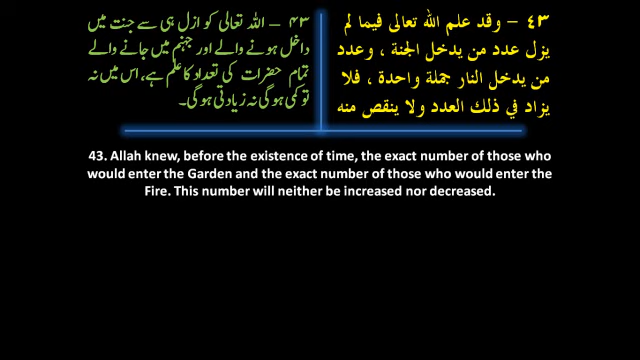 ٤٣ – وقد علم الله تعالى فيما لم
يزل عدد من يدخل الجنة ، وعدد
من يدخل النار جملة واحدة ، فلا
يزاد في ذلك العدد ولا ينقص منه
۴۳ – اللہ تعالی کو ازل ہی سے جنت میں
داخل ہونے والے اور جہنم میں جانے والے
تمام حضرات کی تعداد کا علم ہے، اس میں نہ
تو کمی ہوگی نہ زیادتی ہوگی۔
43. Allah knew, before the existence of time, the exact number of those who
would enter the Garden and the exact number of those who would enter the
Fire. This number will neither be increased nor decreased.